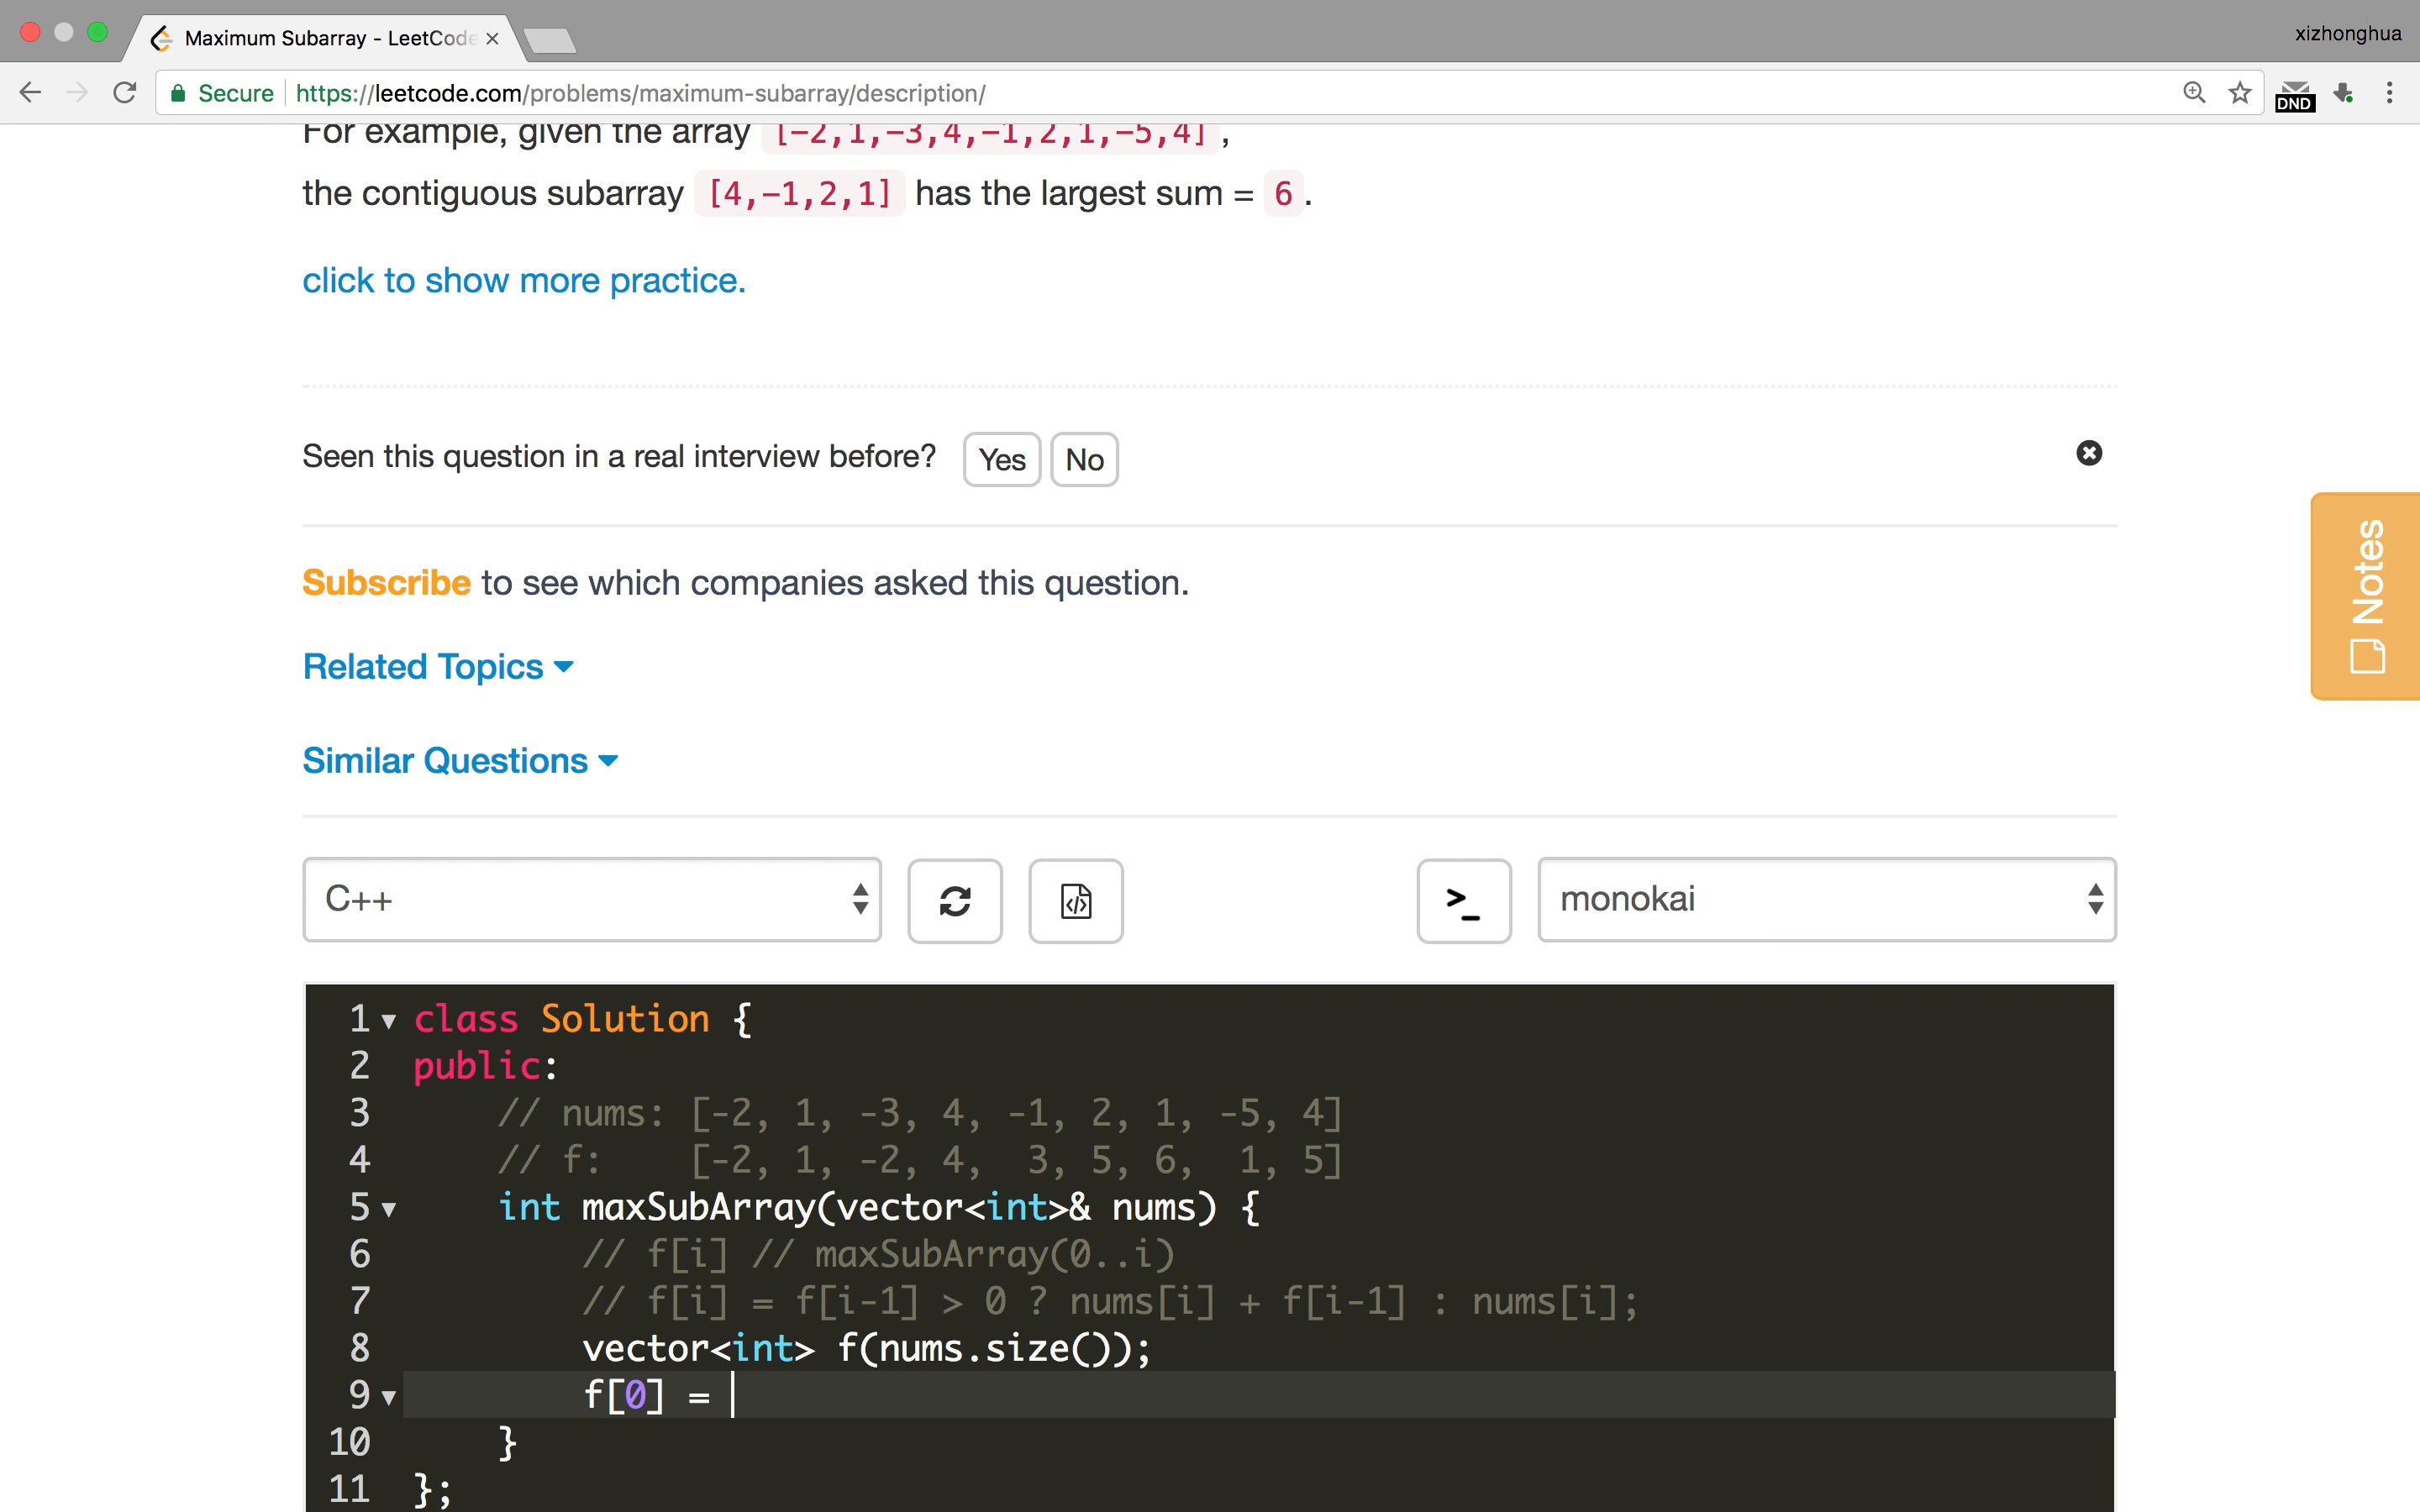 Maximum Subarray - LeetCode
xizhonghua
Secure https://leetcode.com/problems/maximum-subarray/description/
DND
For example, given the array [−2,1,−3,4,−1,2,1,−5,4],
the contiguous subarray [4,−1,2,1] has the largest sum = 6.
click to show more practice.
Seen this question in a real interview before? Yes No
Notes
Subscribe to see which companies asked this question.
Related Topics
Similar Questions
C++ >_ monokai
1 class Solution {
2 public:
3 // nums: [-2, 1, -3, 4, -1, 2, 1, -5, 4]
4 // f: [-2, 1, -2, 4, 3, 5, 6, 1, 5]
5 int maxSubArray(vector<int>& nums) {
6 // f[i] // maxSubArray(0..i)
7 // f[i] = f[i-1] > 0 ? nums[i] + f[i-1] : nums[i];
8 vector<int> f(nums.size());
9 f[0] =
10 }
11 };